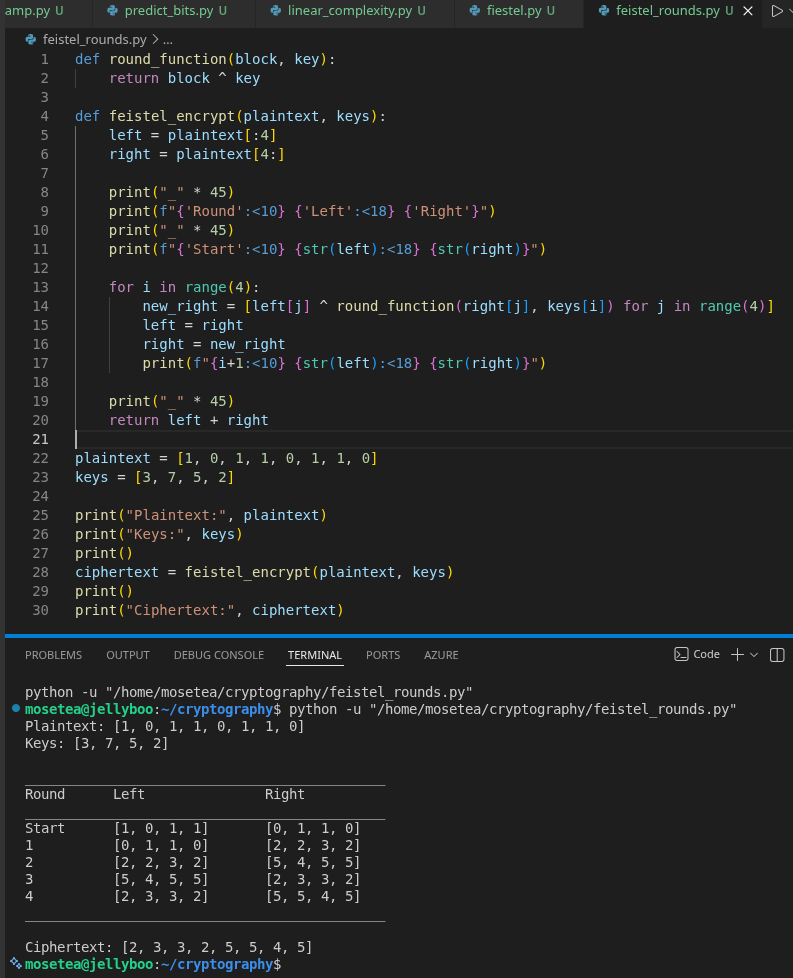 amp.py U predict_bits.py U linear_complexity.py U fiestel.py U feistel_rounds.py U
feistel_rounds.py > ...
1 def round_function(block, key):
2     return block ^ key
3
4 def feistel_encrypt(plaintext, keys):
5     left = plaintext[:4]
6     right = plaintext[4:]
7
8     print("_" * 45)
9     print(f"{'Round':<10} {'Left':<18} {'Right'}")
10     print("_" * 45)
11     print(f"{'Start':<10} {str(left):<18} {str(right)}")
12
13     for i in range(4):
14         new_right = [left[j] ^ round_function(right[j], keys[i]) for j in range(4)]
15         left = right
16         right = new_right
17         print(f"{i+1:<10} {str(left):<18} {str(right)}")
18
19     print("_" * 45)
20     return left + right
21
22 plaintext = [1, 0, 1, 1, 0, 1, 1, 0]
23 keys = [3, 7, 5, 2]
24
25 print("Plaintext:", plaintext)
26 print("Keys:", keys)
27 print()
28 ciphertext = feistel_encrypt(plaintext, keys)
29 print()
30 print("Ciphertext:", ciphertext)
PROBLEMS OUTPUT DEBUG CONSOLE TERMINAL PORTS AZURE Code
python -u "/home/mosetea/cryptography/feistel_rounds.py"
mosetea@jellyboo:~/cryptography$ python -u "/home/mosetea/cryptography/feistel_rounds.py"
Plaintext: [1, 0, 1, 1, 0, 1, 1, 0]
Keys: [3, 7, 5, 2]
_____________________________________________
Round      Left               Right
_____________________________________________
Start      [1, 0, 1, 1]       [0, 1, 1, 0]
1          [0, 1, 1, 0]       [2, 2, 3, 2]
2          [2, 2, 3, 2]       [5, 4, 5, 5]
3          [5, 4, 5, 5]       [2, 3, 3, 2]
4          [2, 3, 3, 2]       [5, 5, 4, 5]
_____________________________________________
Ciphertext: [2, 3, 3, 2, 5, 5, 4, 5]
mosetea@jellyboo:~/cryptography$